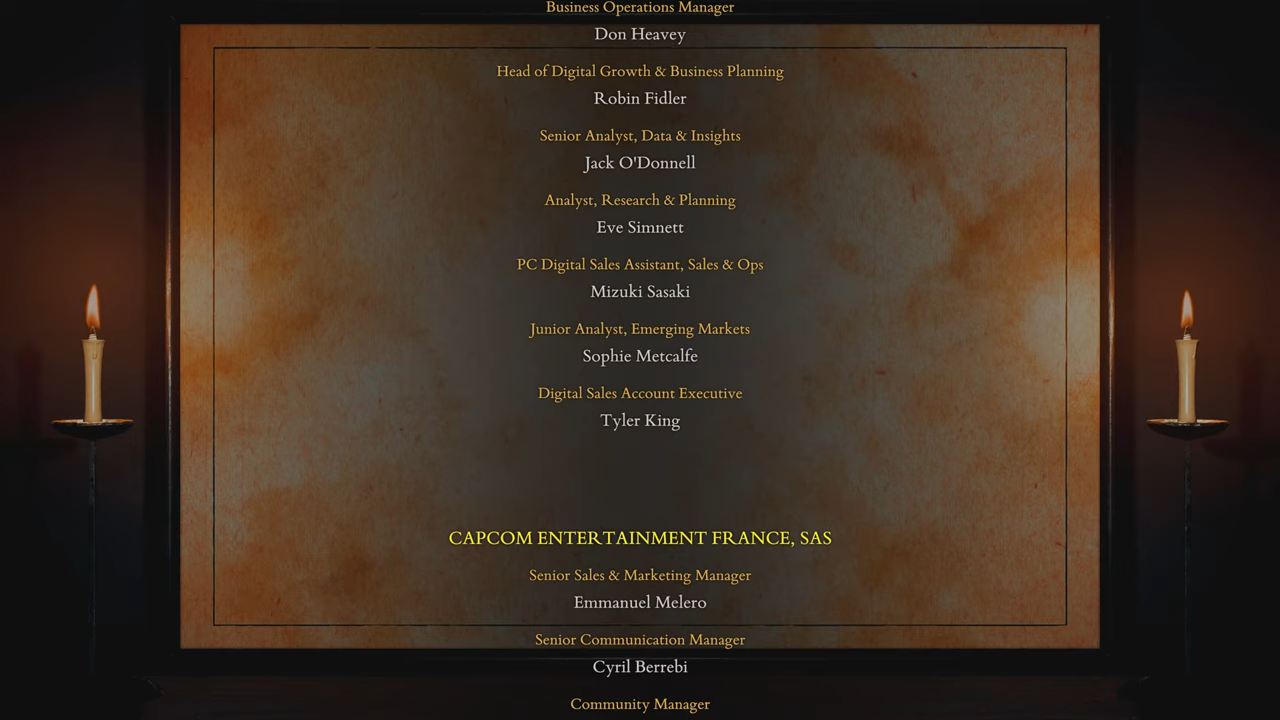 Business Operations Manager
Don Heavey
Head of Digital Growth & Business Planning
Robin Fidler
Senior Analyst, Data & Insights
Jack O'Donnell
Analyst, Research & Planning
Eve Simnett
PC Digital Sales Assistant, Sales & Ops
Mizuki Sasaki
Junior Analyst, Emerging Markets
Sophie Metcalfe
Digital Sales Account Executive
Tyler King
CAPCOM ENTERTAINMENT FRANCE, SAS
Senior Sales & Marketing Manager
Emmanuel Melero
Senior Communication Manager
Cyril Berrebi
Community Manager